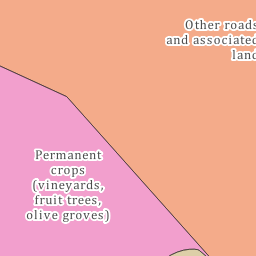 Other roads
and associated
land
Permanent
crops
(vineyards,
fruit trees,
olive groves)